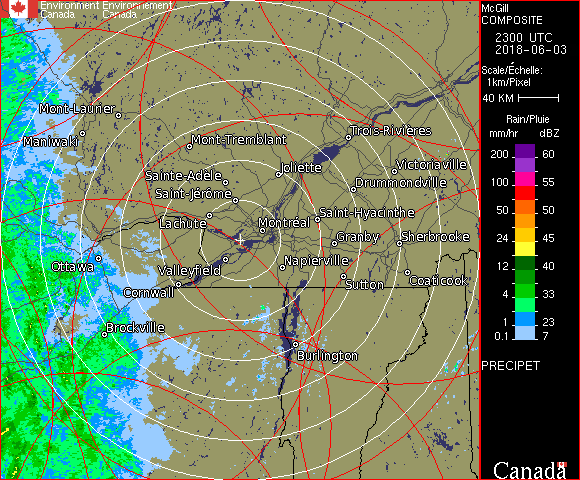 Environment Environnement
Canada Canada
McGill
COMPOSITE
2300 UTC
2018-06-03
Scale/Échelle:
1km/Pixel
40 KM
Rain/Pluie
mm/hr dBZ
200 60
100 55
50 50
24 45
12 40
4 33
0.1 7
23
PRECIPET
Canada
Mont-Laurier
Maniwaki
Mont-Tremblant
Trois-Rivières
Sainte-Adèle
Joliette
Victoriaville
Saint-Jérôme
Drummondville
Lachute
Montréal
Saint-Hyacinthe
Granby
Sherbrooke
Ottawa
Valleyfield
Napierville
Cornwall
Sutton
Coaticook
Brockville
Burlington